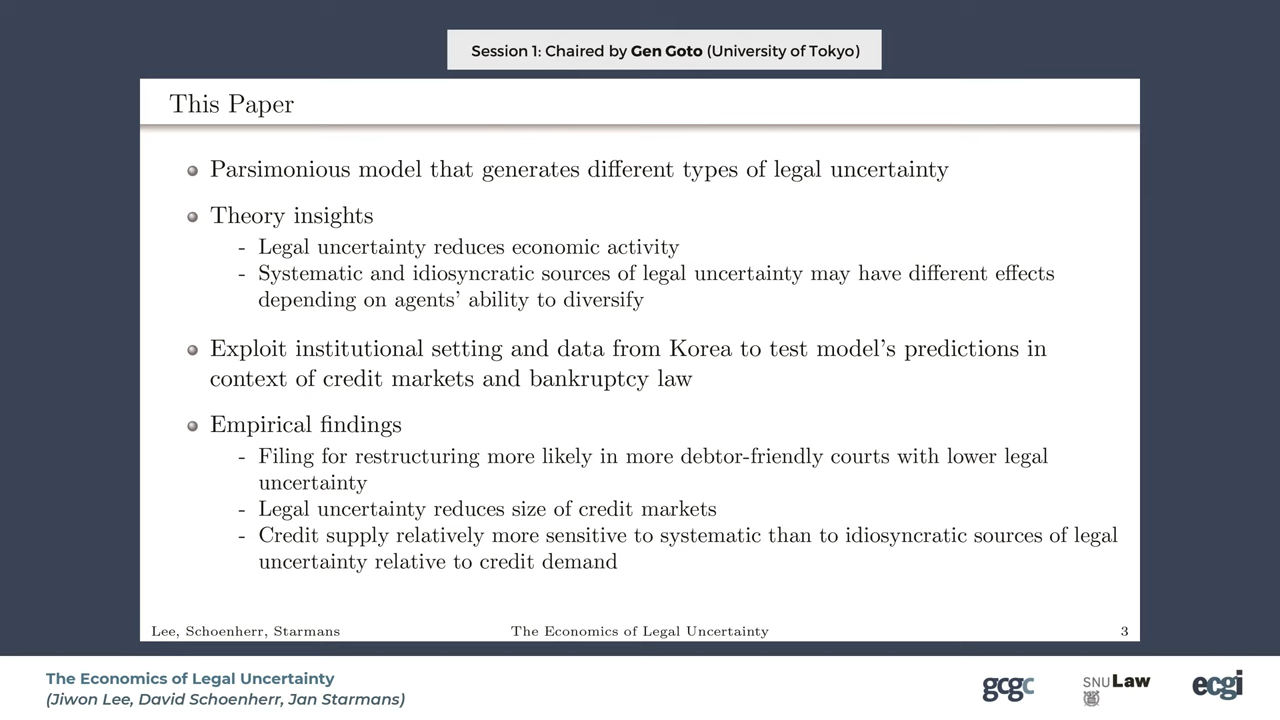 Session 1: Chaired by Gen Goto (University of Tokyo)
This Paper
Parsimonious model that generates different types of legal uncertainty
Theory insights
- Legal uncertainty reduces economic activity
- Systematic and idiosyncratic sources of legal uncertainty may have different effects
depending on agents' ability to diversify
Exploit institutional setting and data from Korea to test model's predictions in
context of credit markets and bankruptcy law
Empirical findings
- Filing for restructuring more likely in more debtor-friendly courts with lower legal
uncertainty
- Legal uncertainty reduces size of credit markets
- Credit supply relatively more sensitive to systematic than to idiosyncratic sources of legal
uncertainty relative to credit demand
Lee, Schoenherr, Starmans The Economics of Legal Uncertainty 3
The Economics of Legal Uncertainty
(Jiwon Lee, David Schoenherr, Jan Starmans)
gcgc SNU Law ecgi